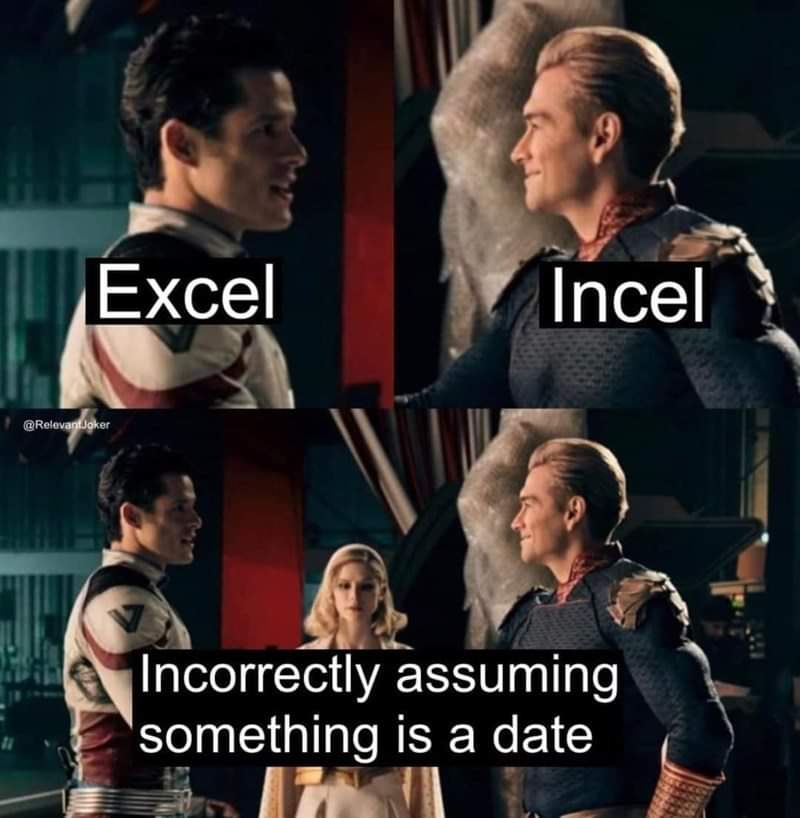 Excel
Incel
@RelevantJoker
Incorrectly assuming
something is a date